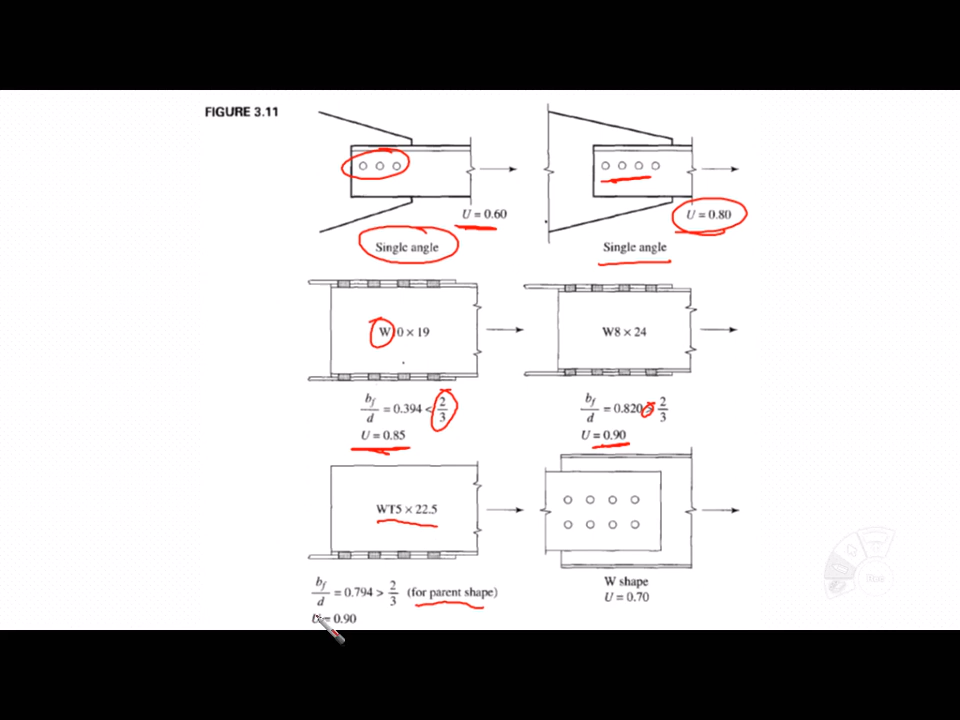 FIGURE 3.11
U = 0.60
U = 0.80
Single angle
Single angle
W10 × 19
W8 × 24
b_f/d = 0.394 < 2/3
b_f/d = 0.820 > 2/3
U = 0.85
U = 0.90
WT5 × 22.5
b_f/d = 0.794 > 2/3 (for parent shape)
W shape
U = 0.70
U = 0.90